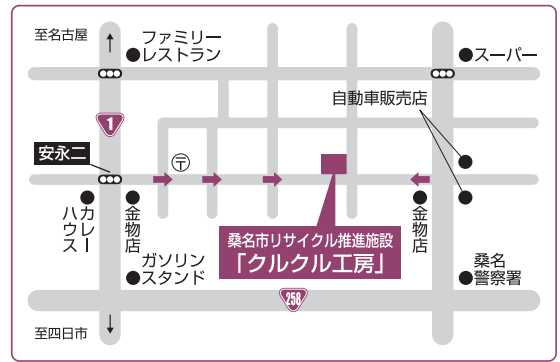 至名古屋
ファミリー
レストラン
スーパー
自動車販売店
1
安永二
〒
カレー
ハウス
金物店
金物店
桑名市リサイクル推進施設
「クルクル工房」
ガソリン
スタンド
桑名
警察署
258
至四日市